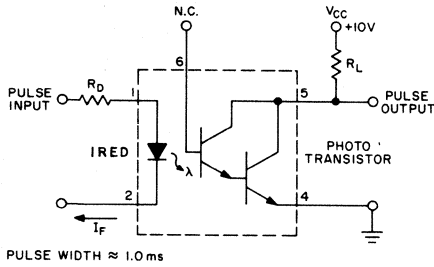 N.C.
VCC
+10V
6
RL
PULSE INPUT
RD
1
5
PULSE OUTPUT
IRED
λ
PHOTO TRANSISTOR
2
4
IF
PULSE WIDTH ≈ 1.0 ms